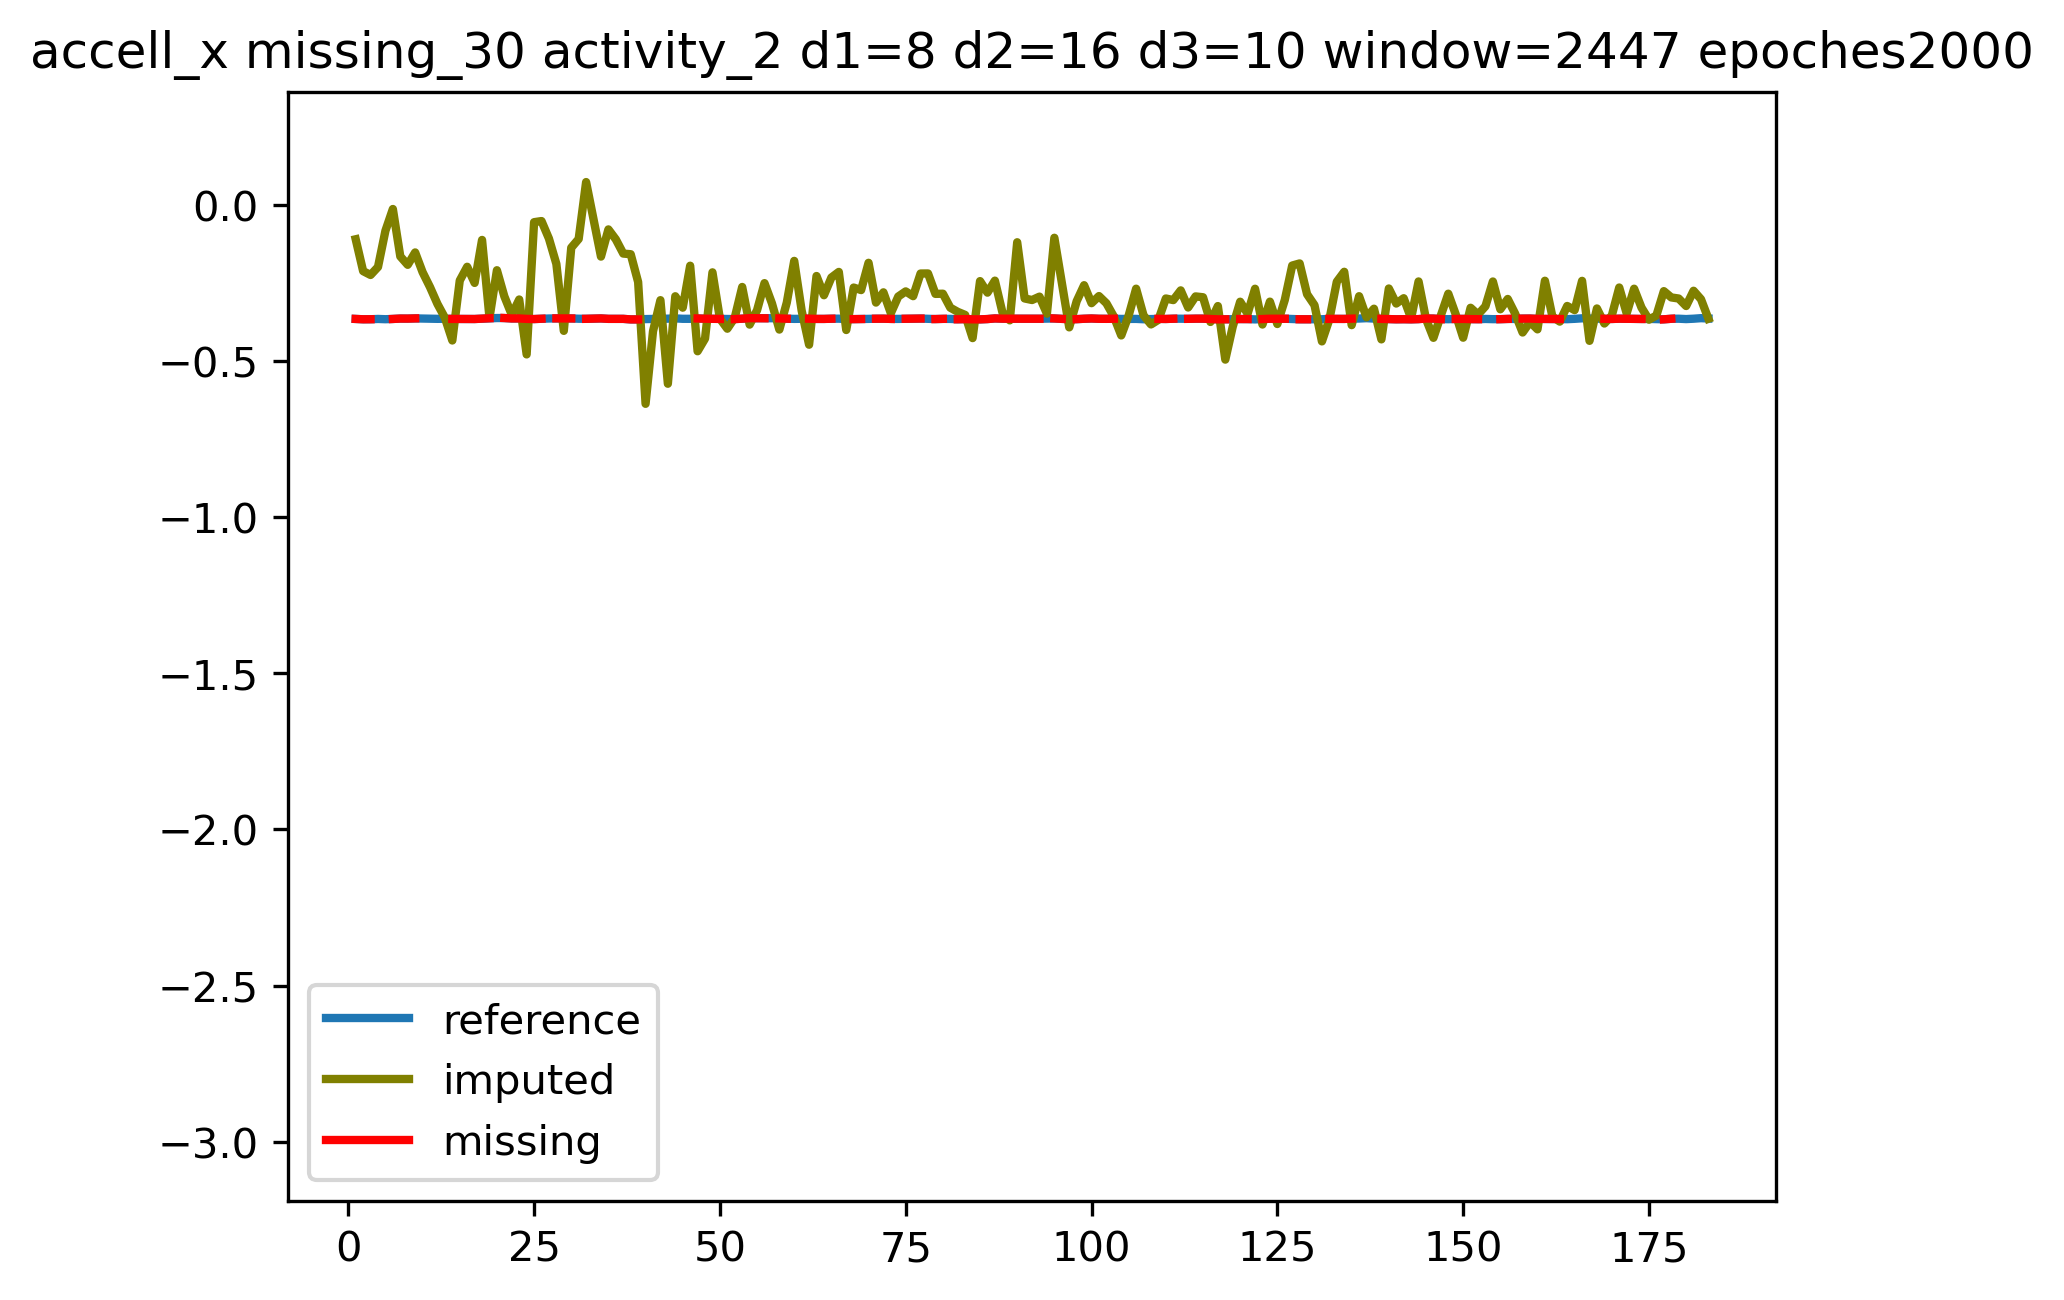 accell_x missing_30 activity_2 d1=8 d2=16 d3=10 window=2447 epoches2000
0.0
−0.5
−1.0
−1.5
−2.0
−2.5
−3.0
reference
imputed
missing
0 25 50 75 100 125 150 175